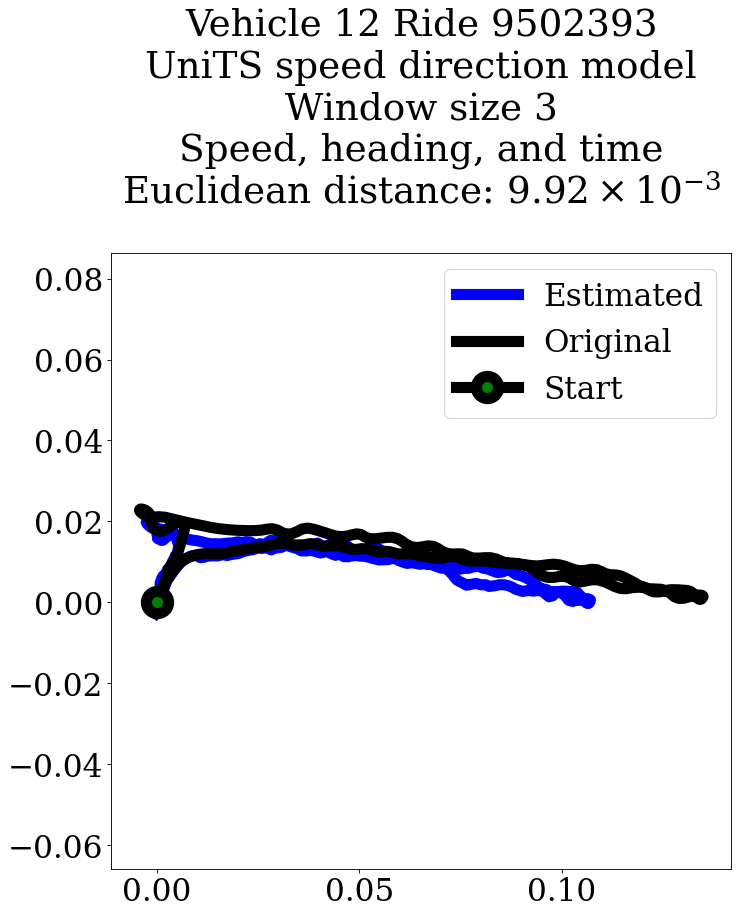 Vehicle 12 Ride 9502393
UniTS speed direction model
Window size 3
Speed, heading, and time
Euclidean distance: 9.92 × 10⁻³
Estimated
Original
Start
0.08
0.06
0.04
0.02
0.00
−0.02
−0.04
−0.06
0.00 0.05 0.10